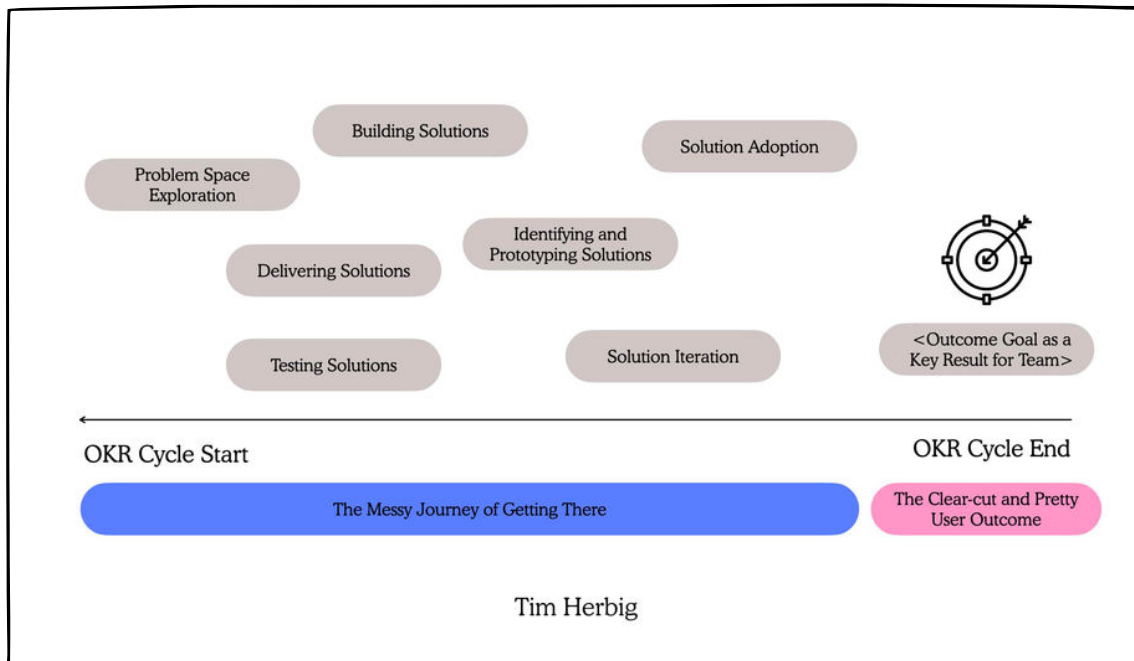 Building Solutions
Solution Adoption
Problem Space
Exploration
Identifying and
Prototyping Solutions
Delivering Solutions
<Outcome Goal as a
Key Result for Team>
Testing Solutions
Solution Iteration
OKR Cycle Start
OKR Cycle End
The Messy Journey of Getting There
The Clear-cut and Pretty
User Outcome
Tim Herbig